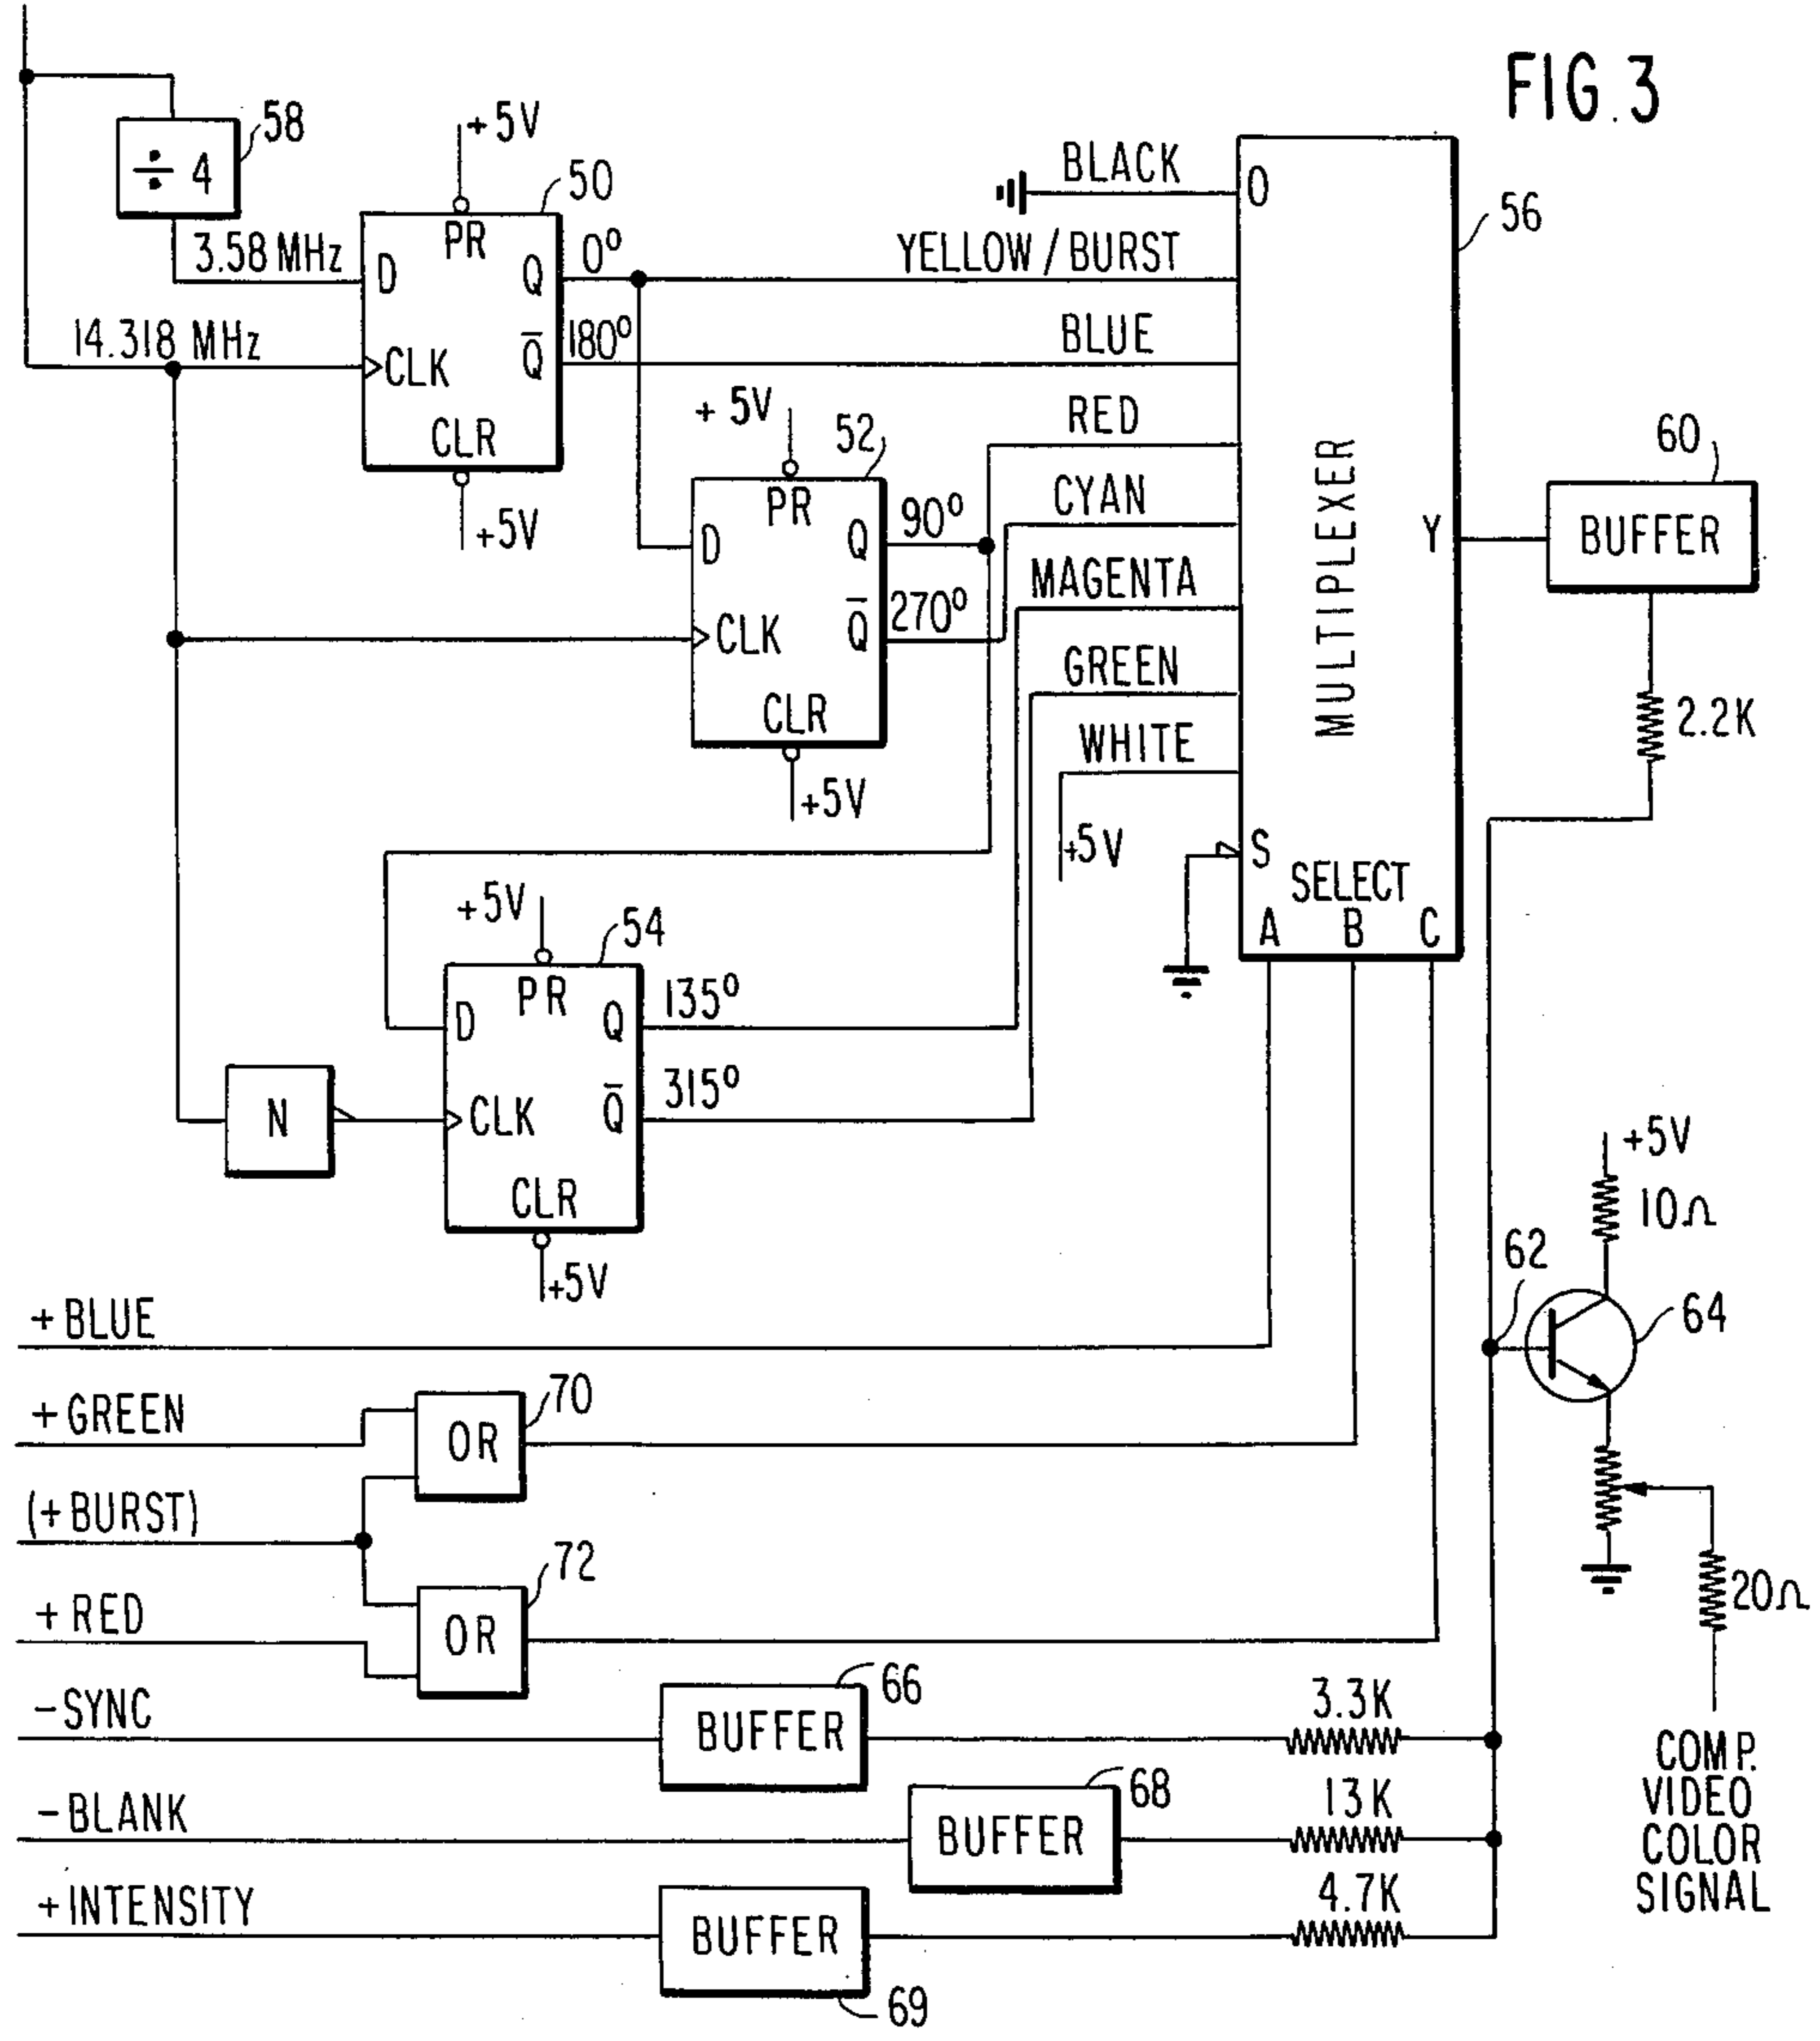 FIG. 3
÷ 4
58
+5V
50
PR
3.58 MHz
D
Q
0°
14.318 MHz
CLK
Q̅
180°
CLR
+5V
BLACK
0
56
YELLOW / BURST
BLUE
RED
CYAN
MAGENTA
GREEN
WHITE
+5V
MULTIPLEXER
Y
S
SELECT
A
B
C
+ 5V
52
PR
D
Q
90°
CLK
Q̅
270°
CLR
+5V
60
BUFFER
2.2K
+5V
54
PR
D
Q
135°
N
CLK
Q̅
315°
CLR
+5V
+5V
10Ω
62
64
+ BLUE
+ GREEN
OR
70
(+ BURST)
72
+ RED
OR
20Ω
- SYNC
BUFFER
66
3.3K
- BLANK
BUFFER
68
13K
+ INTENSITY
BUFFER
69
4.7K
COMP.
VIDEO
COLOR
SIGNAL